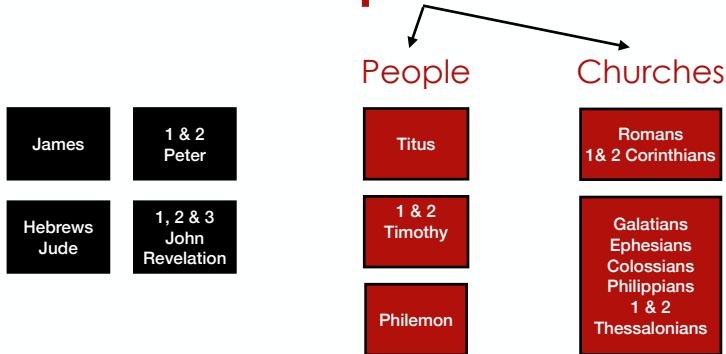 People
Churches
James
1 & 2
Peter
Hebrews
Jude
1, 2 & 3
John
Revelation
Titus
1 & 2
Timothy
Philemon
Romans
1& 2 Corinthians
Galatians
Ephesians
Colossians
Philippians
1 & 2
Thessalonians